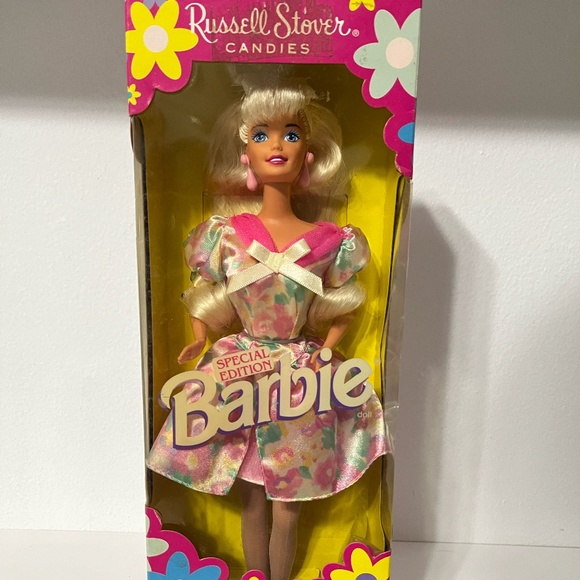 Russell Stover®
CANDIES
SPECIAL
EDITION
Barbie
doll